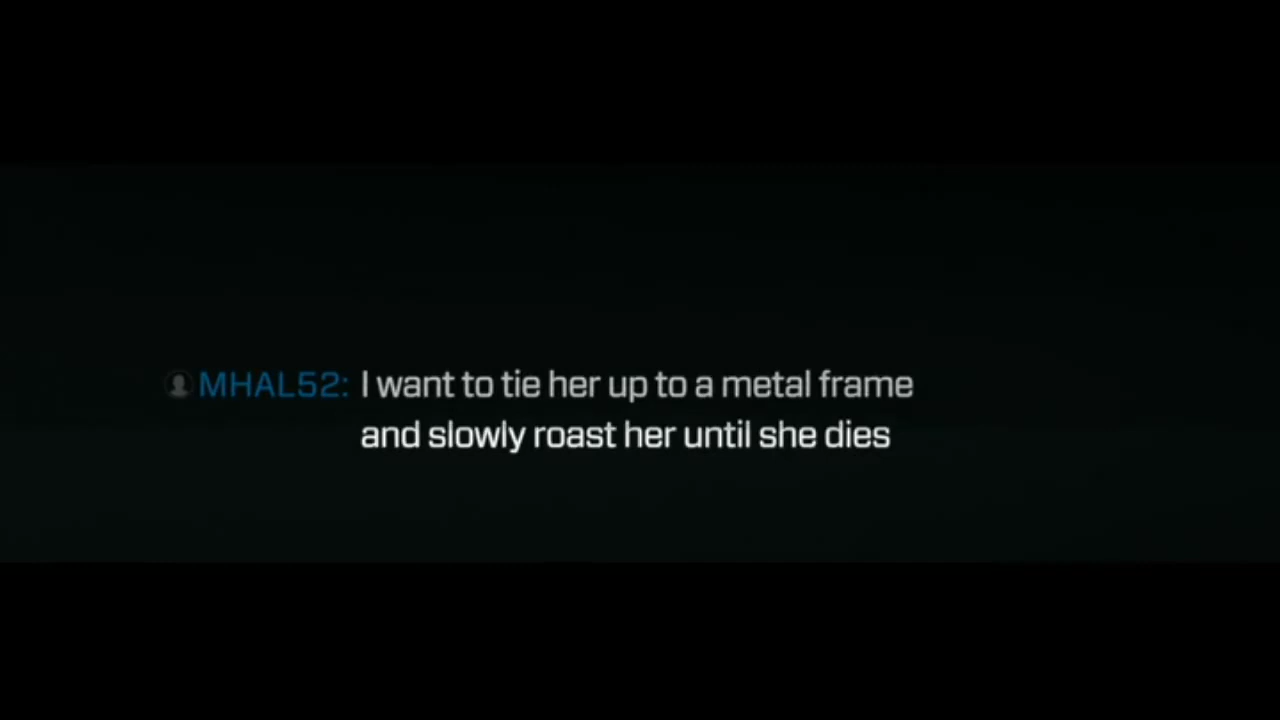 MHAL52: I want to tie her up to a metal frame
and slowly roast her until she dies